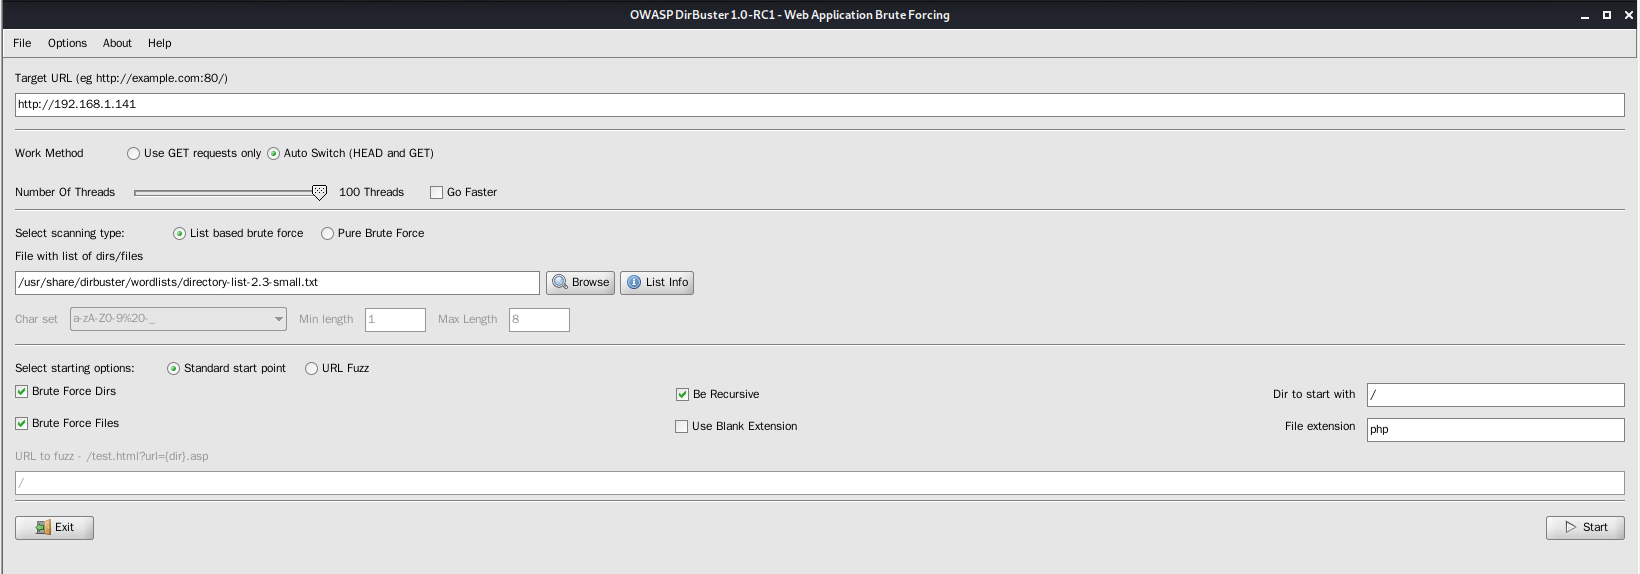 OWASP DirBuster 1.0-RC1 - Web Application Brute Forcing
File Options About Help
Target URL (eg http://example.com:80/)
http://192.168.1.141
Work Method Use GET requests only Auto Switch (HEAD and GET)
Number Of Threads 100 Threads Go Faster
Select scanning type: List based brute force Pure Brute Force
File with list of dirs/files
/usr/share/dirbuster/wordlists/directory-list-2.3-small.txt Browse List Info
Char set a-zA-Z0-9%20-_ Min length 1 Max Length 8
Select starting options: Standard start point URL Fuzz
Brute Force Dirs Be Recursive Dir to start with /
Brute Force Files Use Blank Extension File extension php
URL to fuzz - /test.html?url={dir}.asp
/
Exit Start